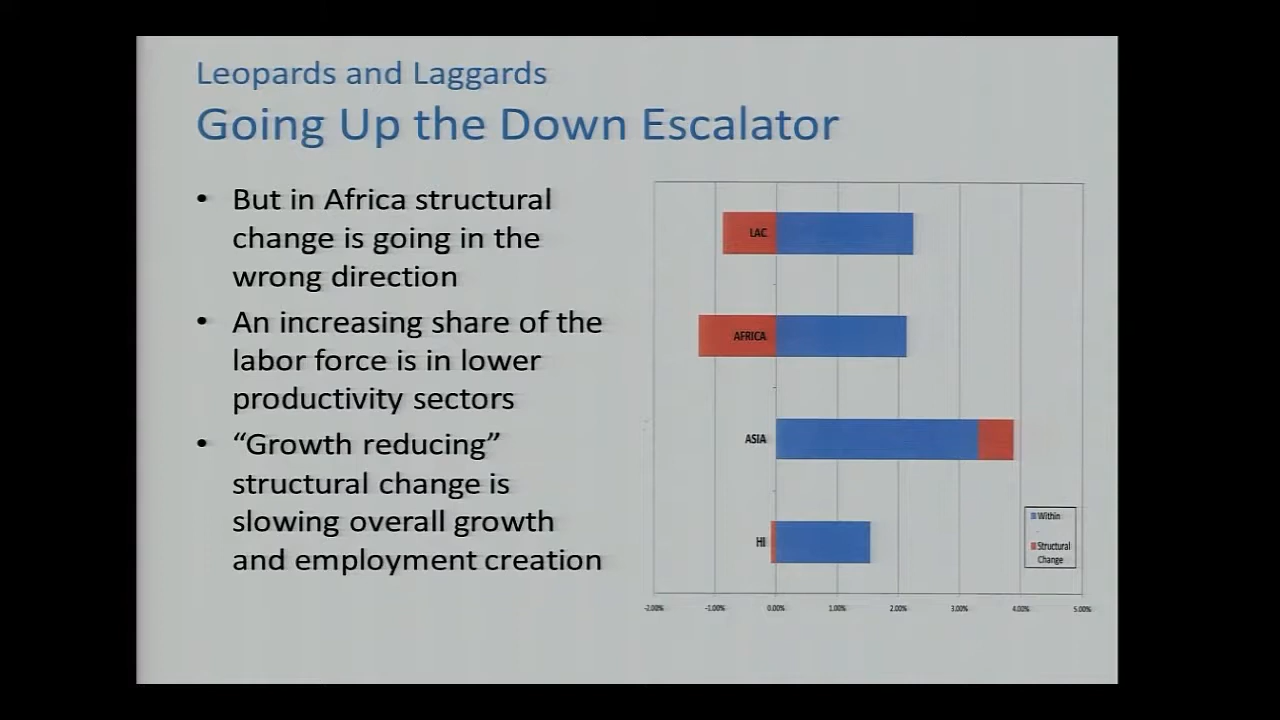 Leopards and Laggards
Going Up the Down Escalator
• But in Africa structural
change is going in the
wrong direction
• An increasing share of the
labor force is in lower
productivity sectors
• “Growth reducing”
structural change is
slowing overall growth
and employment creation
LAC
AFRICA
ASIA
HI
Within
Structural
Change
-2.00% -1.00% 0.00% 1.00% 2.00% 3.00% 4.00% 5.00%